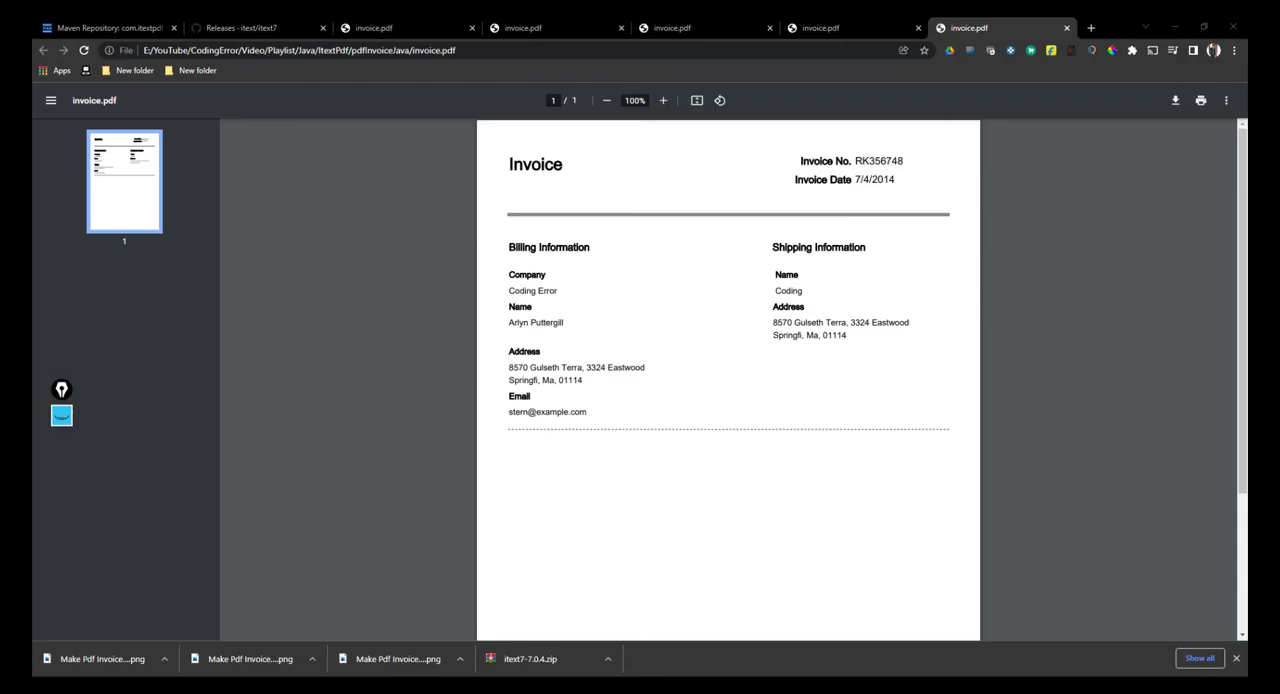 Maven Repository: com.itextpd
Releases - itext/itext7
invoice.pdf
invoice.pdf
invoice.pdf
invoice.pdf
invoice.pdf
File
E:/YouTube/CodingError/Video/Playlist/Java/ItextPdf/pdfInvoiceJava/invoice.pdf
Apps
New folder
New folder
invoice.pdf
1 / 1
100%
Invoice
Invoice No. RK356748
Invoice Date 7/4/2014
Billing Information
Shipping Information
Company
Name
Coding Error
Coding
Name
Address
Arlyn Puttergill
8570 Gulseth Terra, 3324 Eastwood
Springfi, Ma, 01114
Address
8570 Gulseth Terra, 3324 Eastwood
Springfi, Ma, 01114
Email
stern@example.com
1
Make Pdf Invoice....png
Make Pdf Invoice....png
Make Pdf Invoice....png
itext7-7.0.4.zip
Show all